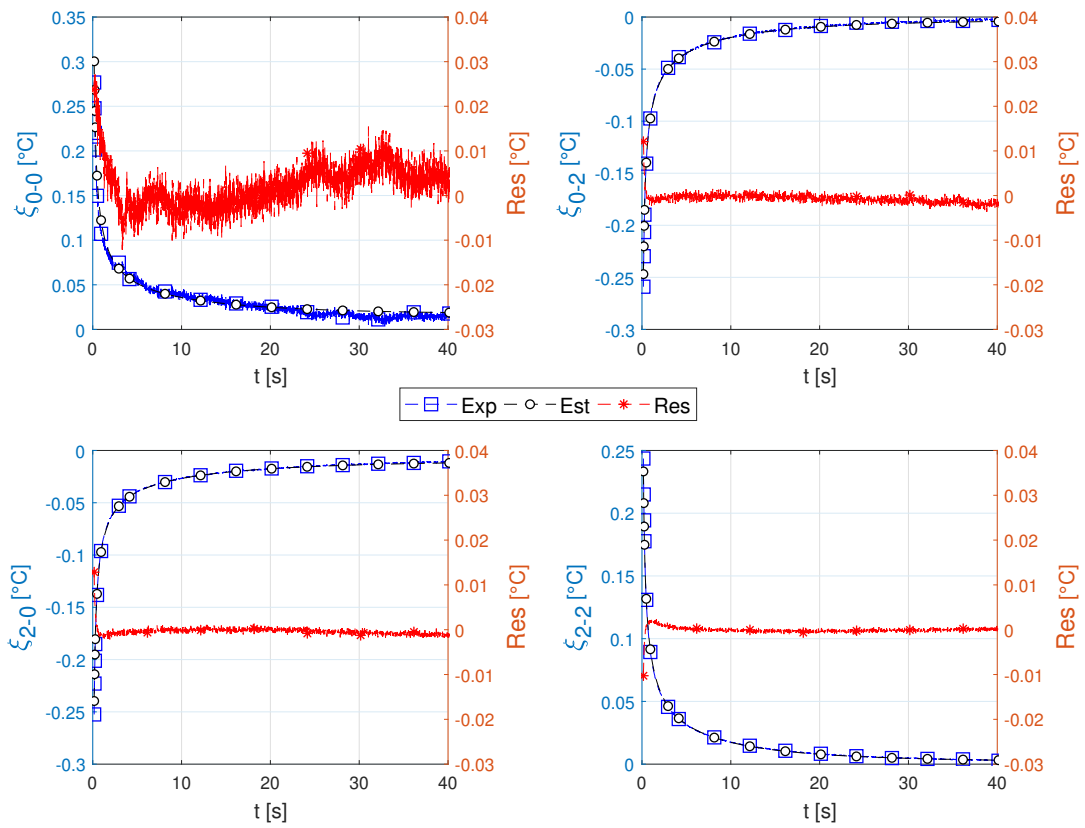 0.35 0.3 0.25 0.2 0.15 0.1 0.05 0
ξ0-0 [°C]
0.04 0.03 0.02 0.01 0 -0.01 -0.02 -0.03
Res [°C]
0 10 20 30 40
t [s]
0 -0.05 -0.1 -0.15 -0.2 -0.25 -0.3
ξ0-2 [°C]
0.04 0.03 0.02 0.01 0 -0.01 -0.02 -0.03
Res [°C]
0 10 20 30 40
t [s]
Exp Est Res
0 -0.05 -0.1 -0.15 -0.2 -0.25 -0.3
ξ2-0 [°C]
0.04 0.03 0.02 0.01 0 -0.01 -0.02 -0.03
Res [°C]
0 10 20 30 40
t [s]
0.25 0.2 0.15 0.1 0.05 0
ξ2-2 [°C]
0.04 0.03 0.02 0.01 0 -0.01 -0.02 -0.03
Res [°C]
0 10 20 30 40
t [s]